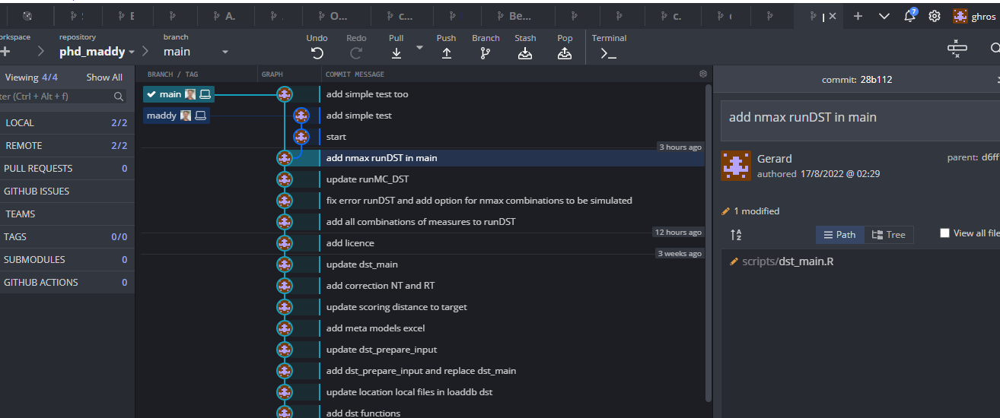 A.
O...
c...
Be...
c.
7
ghros
orkspace
repository
branch
phd_maddy
main
Undo
Redo
Pull
Push
Branch
Stash
Pop
Terminal
Viewing 4/4
Show All
ter (Ctrl + Alt + f)
LOCAL 2/2
REMOTE 2/2
PULL REQUESTS 0
GITHUB ISSUES
TEAMS
TAGS 0/0
SUBMODULES 0
GITHUB ACTIONS 0
BRANCH / TAG
GRAPH
COMMIT MESSAGE
main
add simple test too
maddy
add simple test
start
3 hours ago
add nmax runDST in main
update runMC_DST
fix error runDST and add option for nmax combinations to be simulated
add all combinations of measures to runDST
12 hours ago
add licence
3 weeks ago
update dst_main
add correction NT and RT
update scoring distance to target
add meta models excel
update dst_prepare_input
add dst_prepare_input and replace dst_main
update location local files in loaddb dst
add dst functions
commit: 28b112
add nmax runDST in main
Gerard
authored 17/8/2022 @ 02:29
parent: d6ff
1 modified
Path
Tree
View all file
scripts/dst_main.R